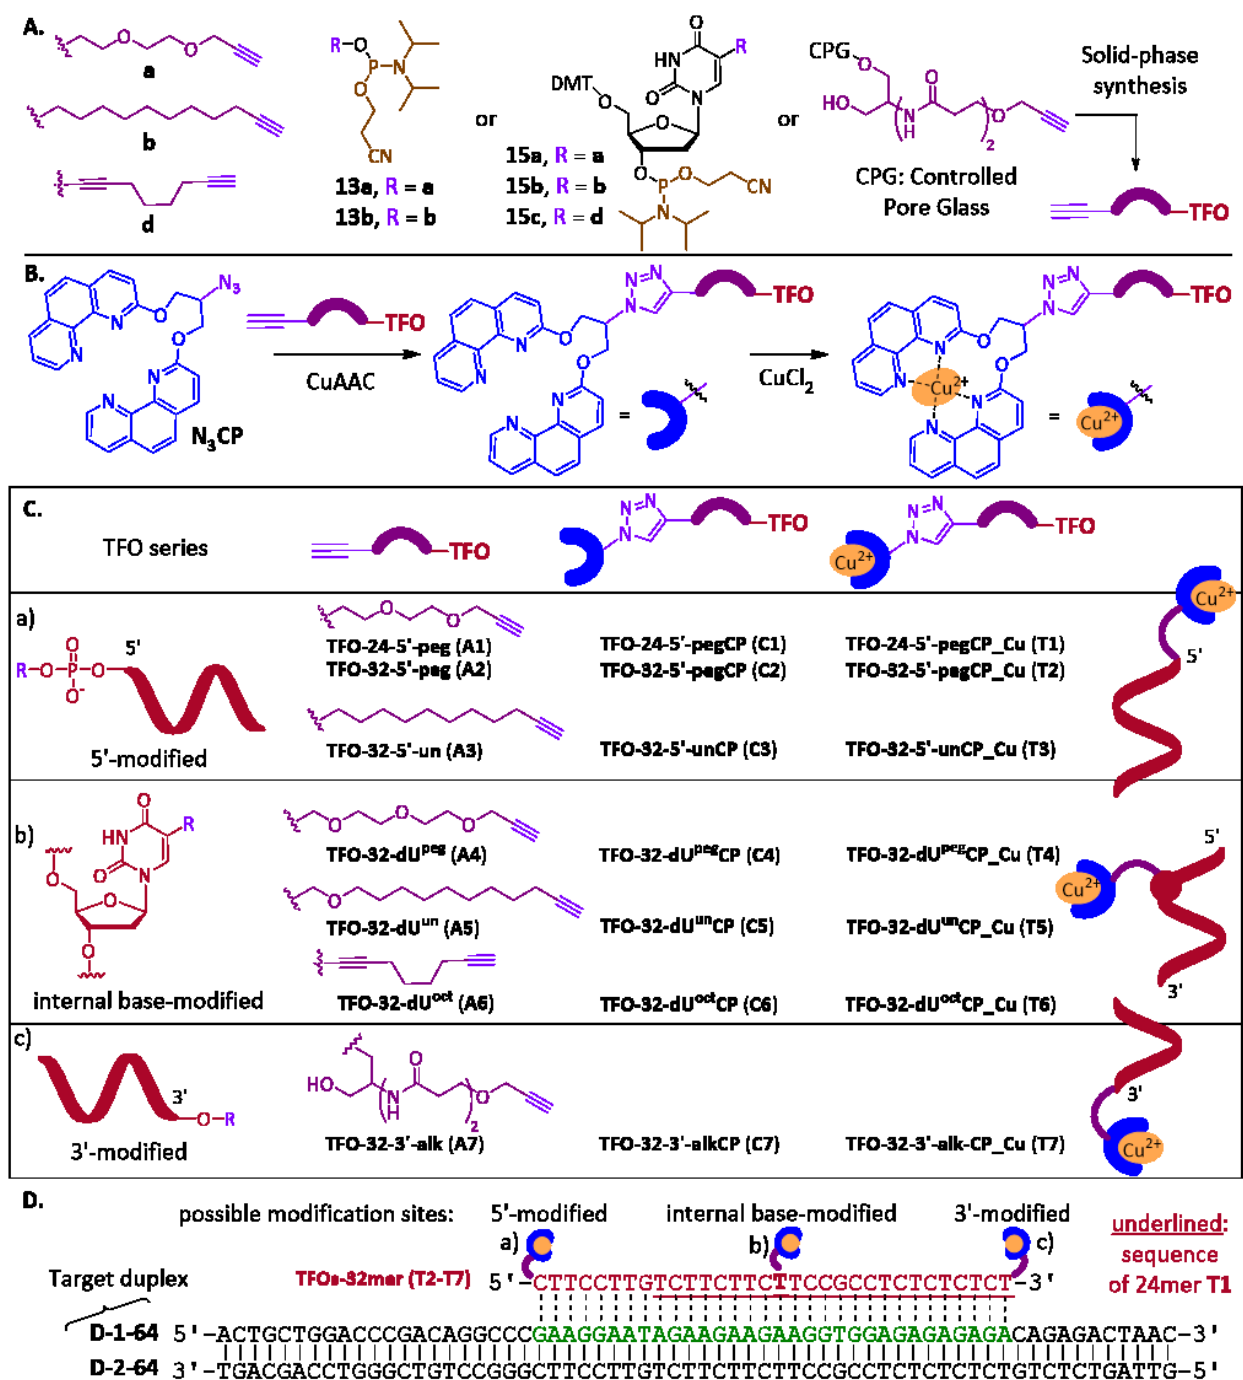 A.
a
b
d
R–O
P
N
O
CN
13a, R = a
13b, R = b
or
O
R
HN
O
N
DMT
O
O
O
P
O
CN
N
15a, R = a
15b, R = b
15c, R = d
or
CPG
O
HO
N
H
O
O
2
CPG: Controlled
Pore Glass
Solid-phase
synthesis
TFO
B.
N3
O
O
N
N
N
N
N3CP
TFO
CuAAC
N=N
N
TFO
O
O
N
N
N
N
=
CuCl2
N=N
N
TFO
O
O
N
N
Cu2+
N
N
=
Cu2+
C.
TFO series
TFO
N=N
N
TFO
Cu2+
N=N
N
TFO
a)
R–O–P–O
O
O-
5'
5'-modified
O
O
TFO-24-5'-peg (A1)
TFO-24-5'-pegCP (C1)
TFO-24-5'-pegCP_Cu (T1)
TFO-32-5'-peg (A2)
TFO-32-5'-pegCP (C2)
TFO-32-5'-pegCP_Cu (T2)
TFO-32-5'-un (A3)
TFO-32-5'-unCP (C3)
TFO-32-5'-unCP_Cu (T3)
Cu2+
5'
b)
O
R
HN
O
N
O
O
O
internal base-modified
O
O
O
TFO-32-dUpeg (A4)
TFO-32-dUpegCP (C4)
TFO-32-dUpegCP_Cu (T4)
O
TFO-32-dUun (A5)
TFO-32-dUunCP (C5)
TFO-32-dUunCP_Cu (T5)
TFO-32-dUoct (A6)
TFO-32-dUoctCP (C6)
TFO-32-dUoctCP_Cu (T6)
5'
Cu2+
3'
c)
3'
O–R
3'-modified
HO
N
H
O
O
2
TFO-32-3'-alk (A7)
TFO-32-3'-alkCP (C7)
TFO-32-3'-alk-CP_Cu (T7)
3'
Cu2+
D.
possible modification sites: 5'-modified internal base-modified 3'-modified
a) b) c)
underlined:
sequence
of 24mer T1
TFOs-32mer (T2-T7) 5'-CTTCCTTGTCTTCTTCTTCCGCCTCTCTCTCT-3'
Target duplex
D-1-64 5'-ACTGCTGGACCCGACAGGCCCGAAGGAATAGAAGAAGAAGGTGGAGAGAGAGACAGAGACTAAC-3'
D-2-64 3'-TGACGACCTGGGCTGTCCGGGCTTCCTTGTCTTCTTCTTCCGCCTCTCTCTCTGTCTCTGATTG-5'